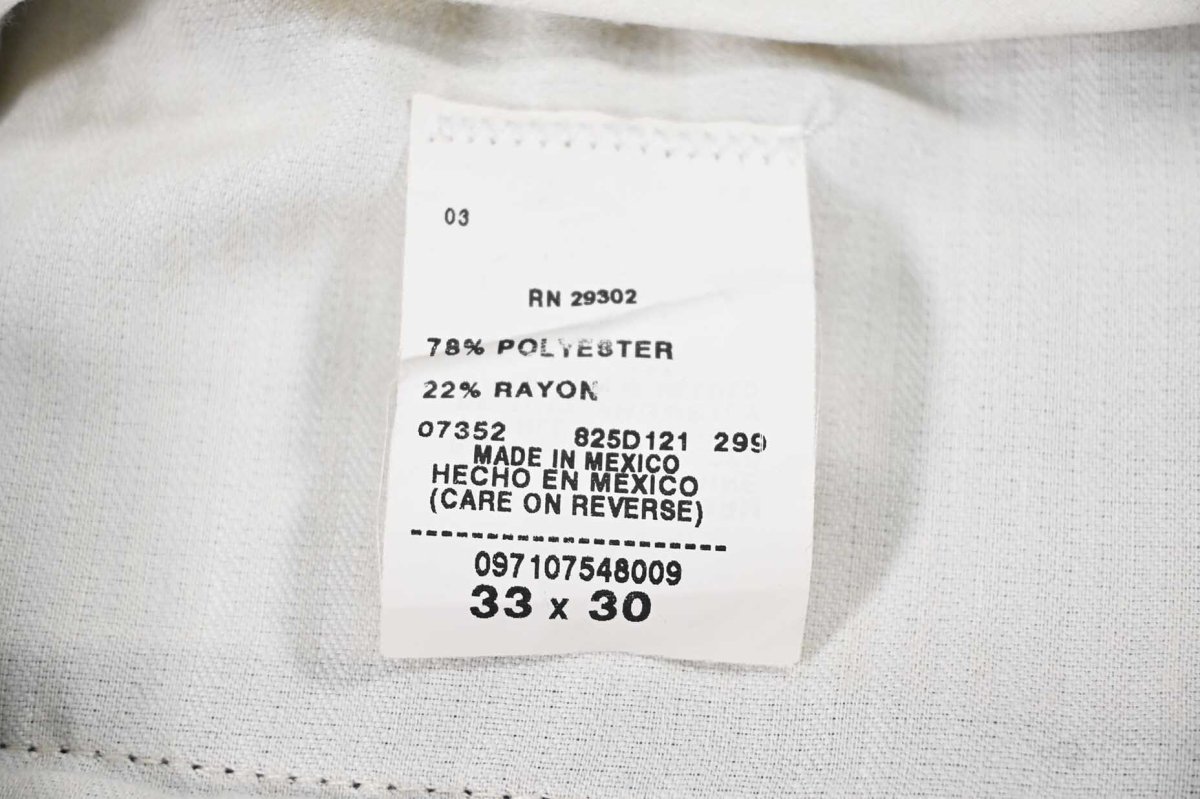 03
RN 29302
78% POLYESTER
22% RAYON
07352 825D121 299
MADE IN MEXICO
HECHO EN MEXICO
(CARE ON REVERSE)
---------------------
097107548009
33 x 30